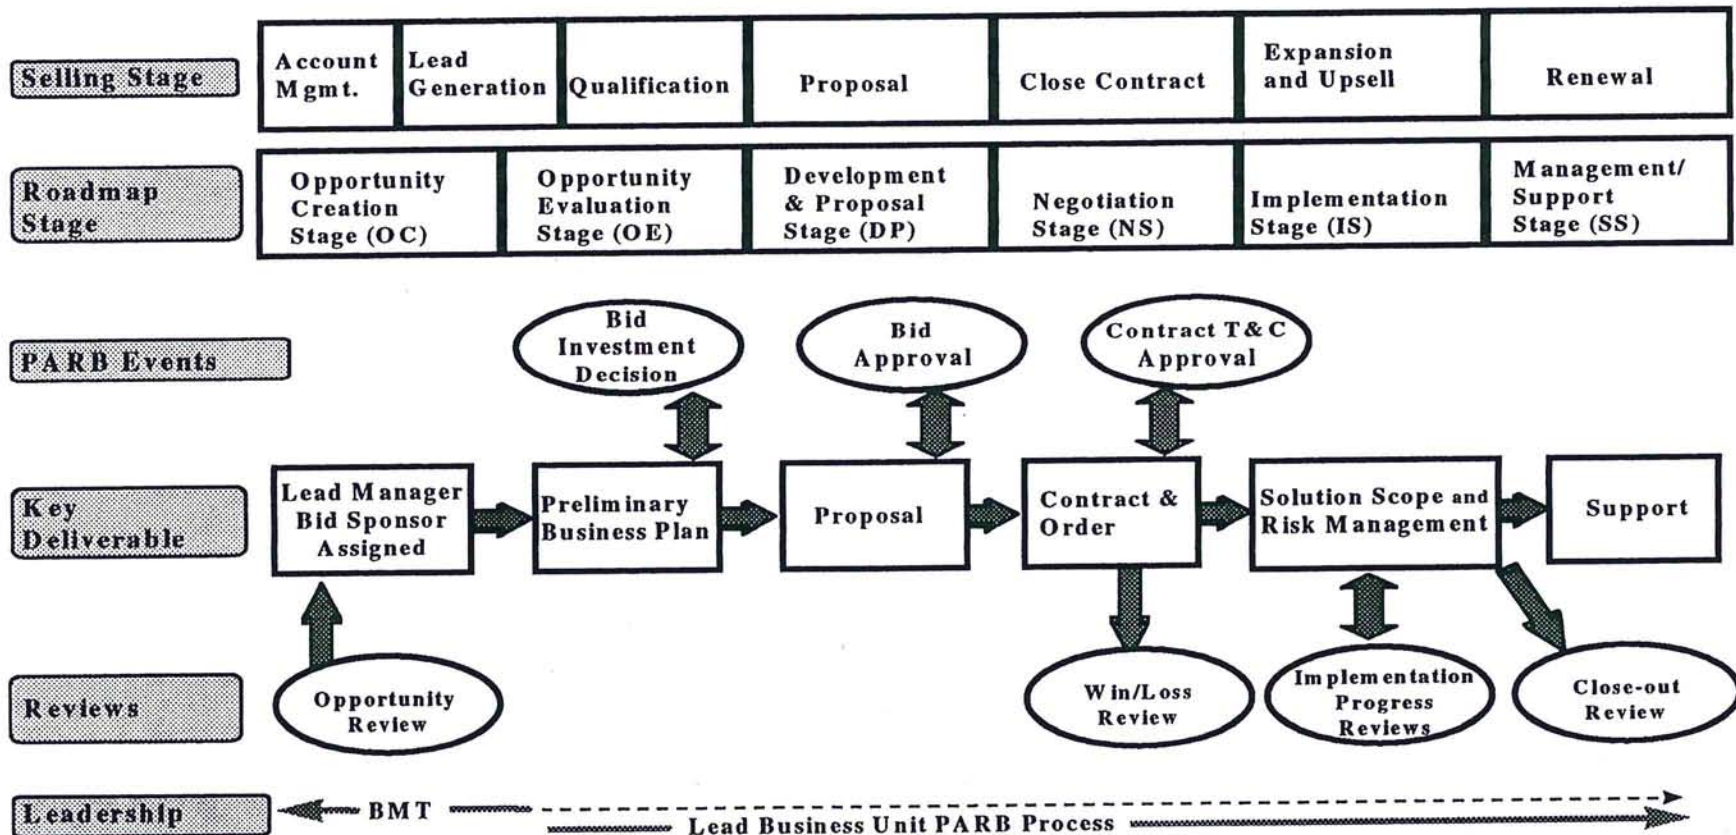 Selling Stage
Account
Mgmt.
Lead
Generation
Qualification
Proposal
Close Contract
Expansion
and Upsell
Renewal
Roadmap
Stage
Opportunity
Creation
Stage (OC)
Opportunity
Evaluation
Stage (OE)
Development
& Proposal
Stage (DP)
Negotiation
Stage (NS)
Implementation
Stage (IS)
Management/
Support
Stage (SS)
PARB Events
Bid
Investment
Decision
Bid
Approval
Contract T&C
Approval
Key
Deliverable
Lead Manager
Bid Sponsor
Assigned
Preliminary
Business Plan
Proposal
Contract &
Order
Solution Scope and
Risk Management
Support
Reviews
Opportunity
Review
Win/Loss
Review
Implementation
Progress
Reviews
Close-out
Review
Leadership
BMT
Lead Business Unit PARB Process